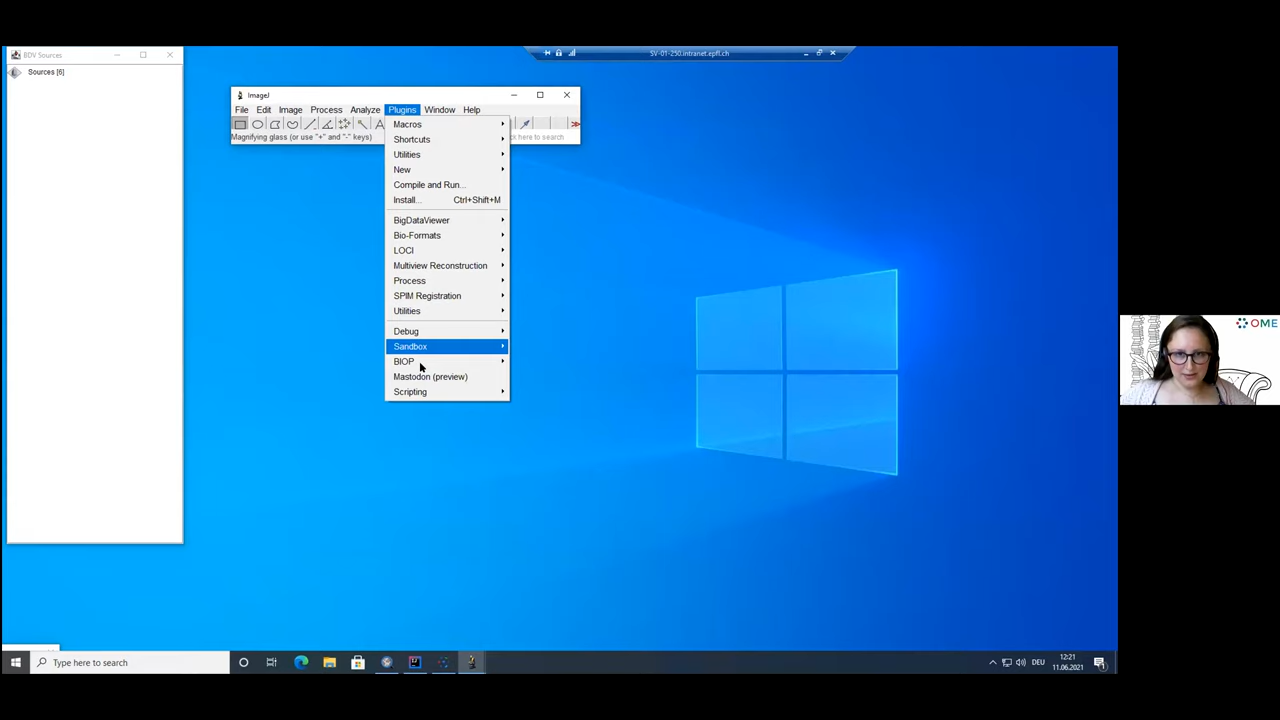 BDV Sources
Sources [6]
SV-01-250.intranet.epfl.ch
ImageJ
File Edit Image Process Analyze Plugins Window Help
Magnifying glass (or use "+" and "-" keys)
here to search
Macros
Shortcuts
Utilities
New
Compile and Run...
Install... Ctrl+Shift+M
BigDataViewer
Bio-Formats
LOCI
Multiview Reconstruction
Process
SPIM Registration
Utilities
Debug
Sandbox
BIOP
Mastodon (preview)
Scripting
OME
Type here to search
DEU
12:21
11.06.2021